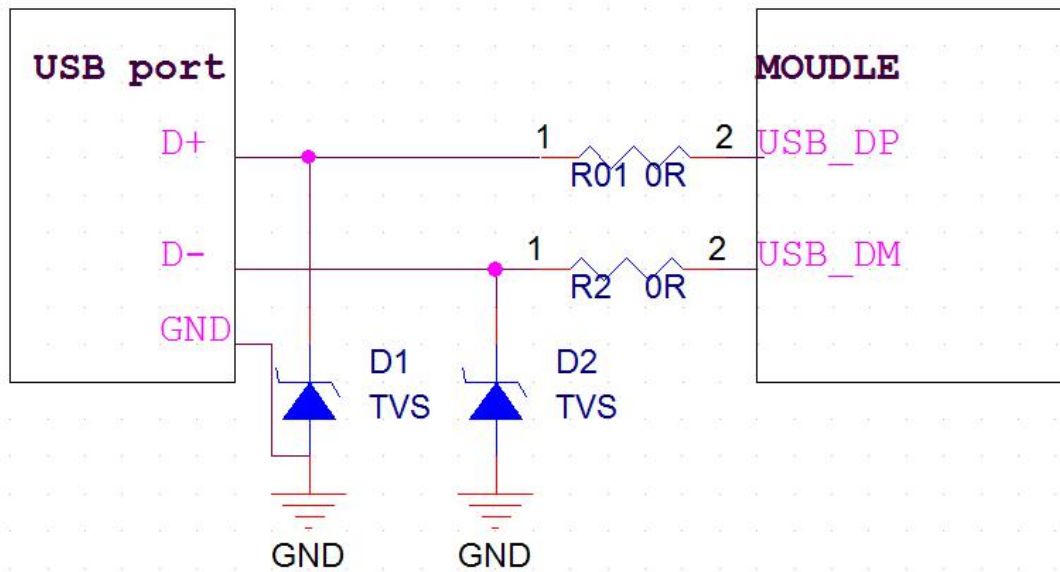 USB port
MOUDLE
D+
1
2
USB_DP
R01 0R
D-
1
2
USB_DM
R2 0R
GND
D1
TVS
D2
TVS
GND
GND